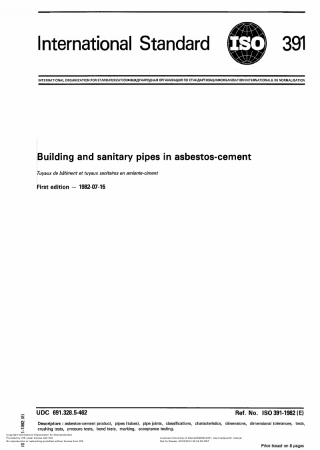 International Standard ISO 391
INTERNATIONAL ORGANIZATION FOR STANDARDIZATION•МЕЖДУНАРОДНАЯ ОРГАНИЗАЦИЯ ПО СТАНДАРТИЗАЦИИ•ORGANISATION INTERNATIONALE DE NORMALISATION
Building and sanitary pipes in asbestos-cement
Tuyaux de bâtiment et tuyaux sanitaires en amiante-ciment
First edition — 1982-07-15
UDC 691.328.5-462
Ref. No. ISO 391-1982 (E)
Descriptors : asbestos-cement product, pipes (tubes), pipe joints, classifications, characteristics, dimensions, dimensional tolerances, tests,
crushing tests, pressure tests, bend tests, marking, acceptance testing.
Price based on 8 pages